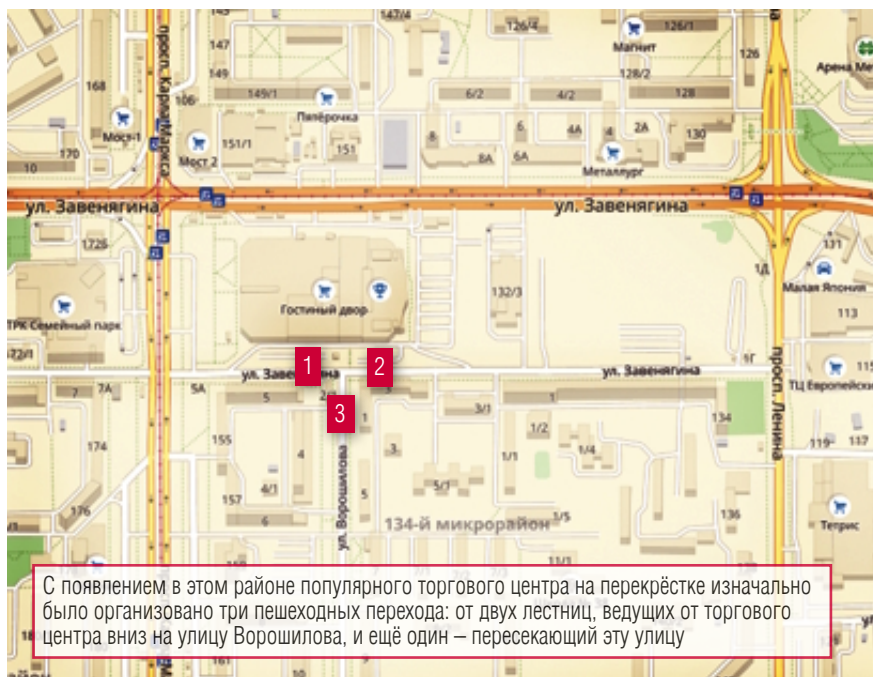 147/4
145
126/4
126/1
Магнит
147
просп. Карла Маркса
168
149
128/2
126
Арена Мет
149/1
6/2
4/2
128
106
Пятёрочка
Мост-1
Мост 2
151/1
151
8
6
4А
4
2А
130
170
10
8А
6А
Металлург
ул. Завенягина
ул. Завенягина
172Б
131
1Д
Гостиный двор
132/3
Малая Япония
ТРК Семейный парк
113
72/1
1
2
1Г
ул. Завенягина
ул. Завенягина
115
7
7А
5А
5
ТЦ Европейски
3
1
3/1
1
134
просп. Ленина
174
155
1/2
119
117
4
3
1/1
1/4
ул. Ворошилова
157
4/1
5/1
176
6
5
134-й микрорайон
1/5
136
Тетрис
11/1
С появлением в этом районе популярного торгового центра на перекрёстке изначально
было организовано три пешеходных перехода: от двух лестниц, ведущих от торгового
центра вниз на улицу Ворошилова, и ещё один – пересекающий эту улицу
161
9